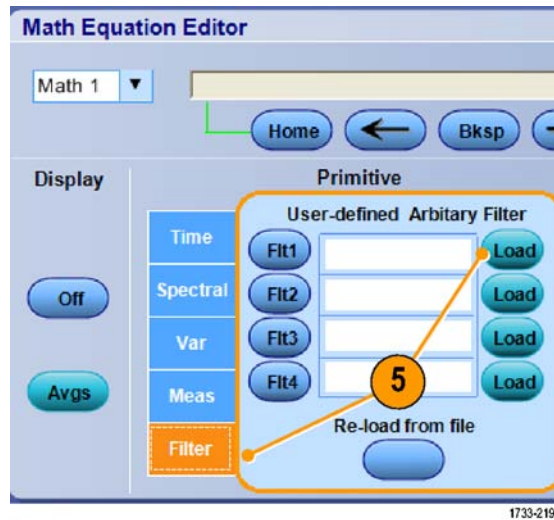 Math Equation Editor
Math 1
Home
Bksp
Display
Primitive
User-defined Arbitary Filter
Time
Flt1
Load
Spectral
Flt2
Load
Off
Var
Flt3
Load
Avgs
Meas
Flt4
Load
5
Filter
Re-load from file
1733-219